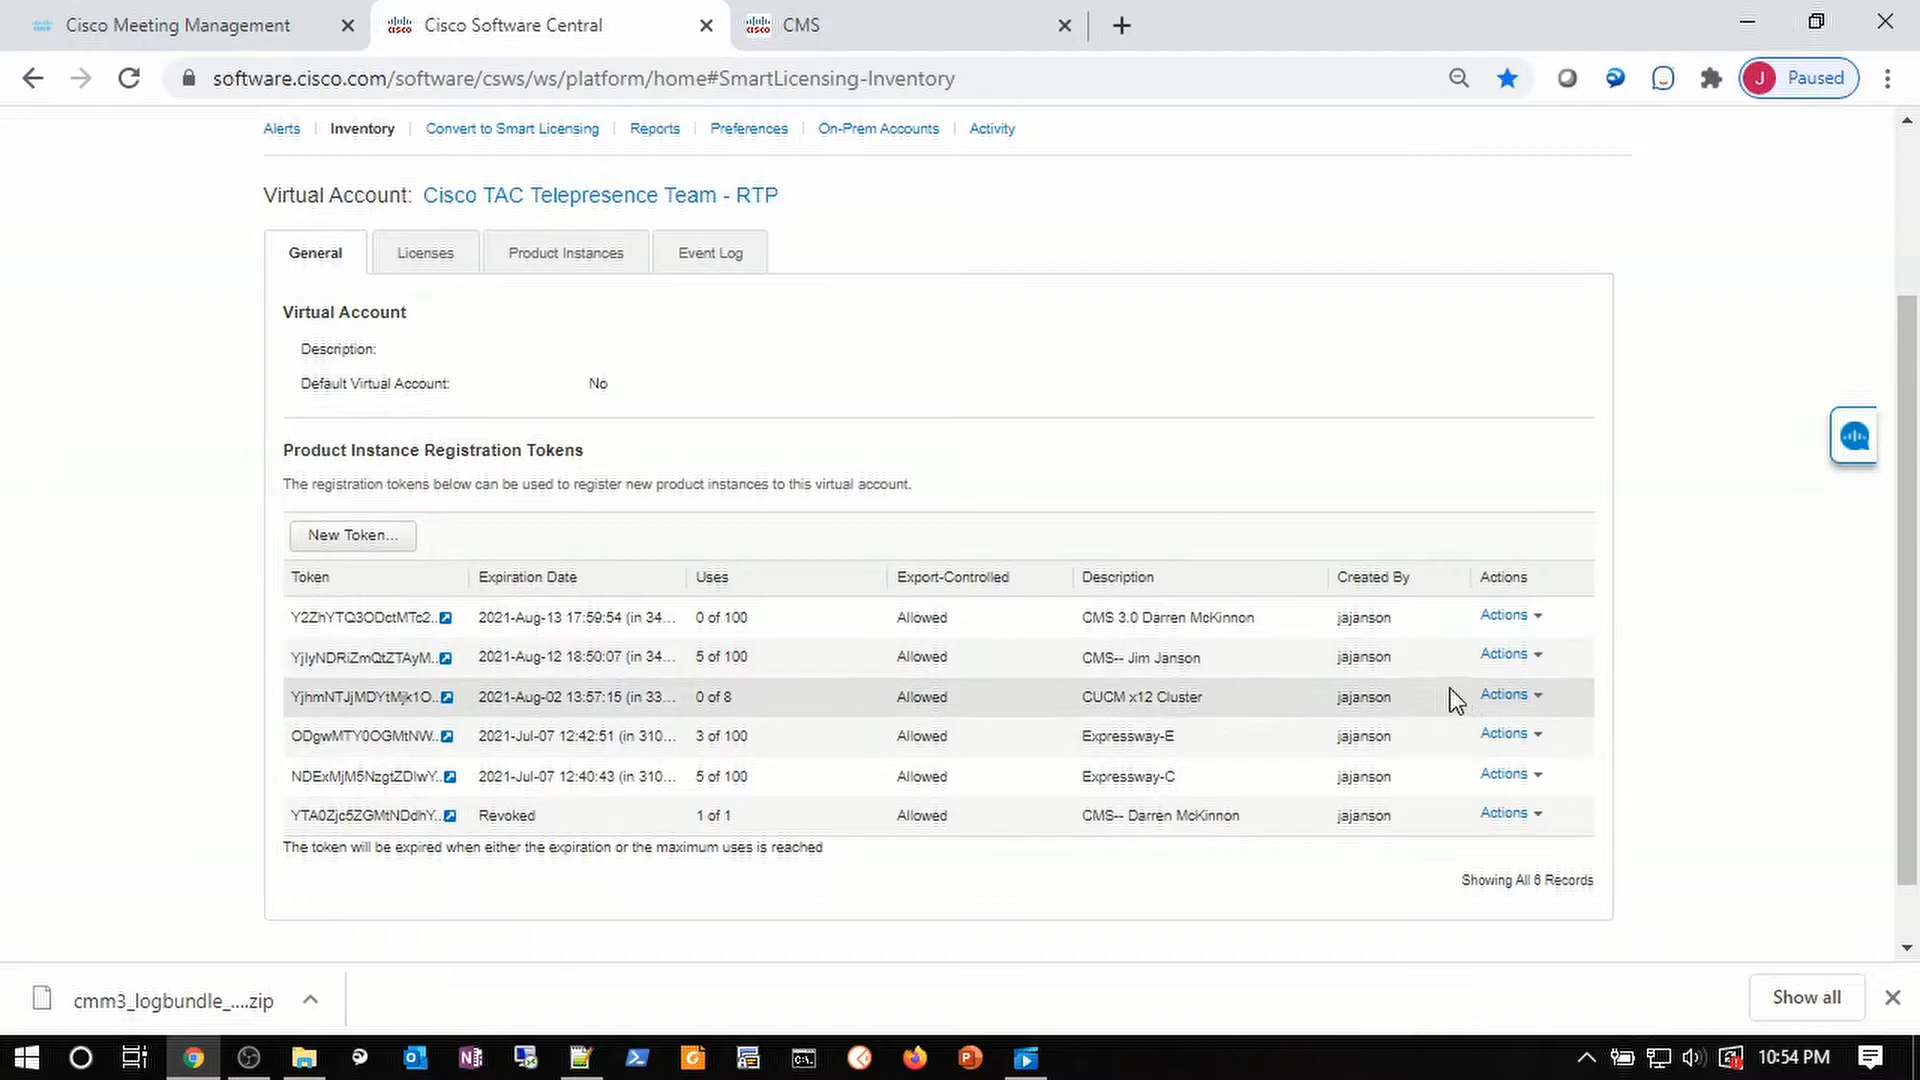 Cisco Meeting Management
Cisco Software Central
CMS
software.cisco.com/software/csws/ws/platform/home#SmartLicensing-Inventory
J Paused
Alerts Inventory Convert to Smart Licensing Reports Preferences On-Prem Accounts Activity
Virtual Account: Cisco TAC Telepresence Team - RTP
General Licenses Product Instances Event Log
Virtual Account
Description:
Default Virtual Account: No
Product Instance Registration Tokens
The registration tokens below can be used to register new product instances to this virtual account.
New Token...
Token Expiration Date Uses Export-Controlled Description Created By Actions
Y2ZhYTQ3ODctMTc2.. 2021-Aug-13 17:59:54 (in 34... 0 of 100 Allowed CMS 3.0 Darren McKinnon jajanson Actions
YjIyNDRiZmQtZTAyM.. 2021-Aug-12 18:50:07 (in 34... 5 of 100 Allowed CMS-- Jim Janson jajanson Actions
YjhmNTJjMDYtMjk1O.. 2021-Aug-02 13:57:15 (in 33... 0 of 8 Allowed CUCM x12 Cluster jajanson Actions
ODgwMTY0OGMtNW.. 2021-Jul-07 12:42:51 (in 310... 3 of 100 Allowed Expressway-E jajanson Actions
NDExMjM5NzgtZDIwY.. 2021-Jul-07 12:40:43 (in 310... 5 of 100 Allowed Expressway-C jajanson Actions
YTA0Zjc5ZGMtNDdhY.. Revoked 1 of 1 Allowed CMS-- Darren McKinnon jajanson Actions
The token will be expired when either the expiration or the maximum uses is reached
Showing All 6 Records
cmm3_logbundle_....zip
Show all
10:54 PM